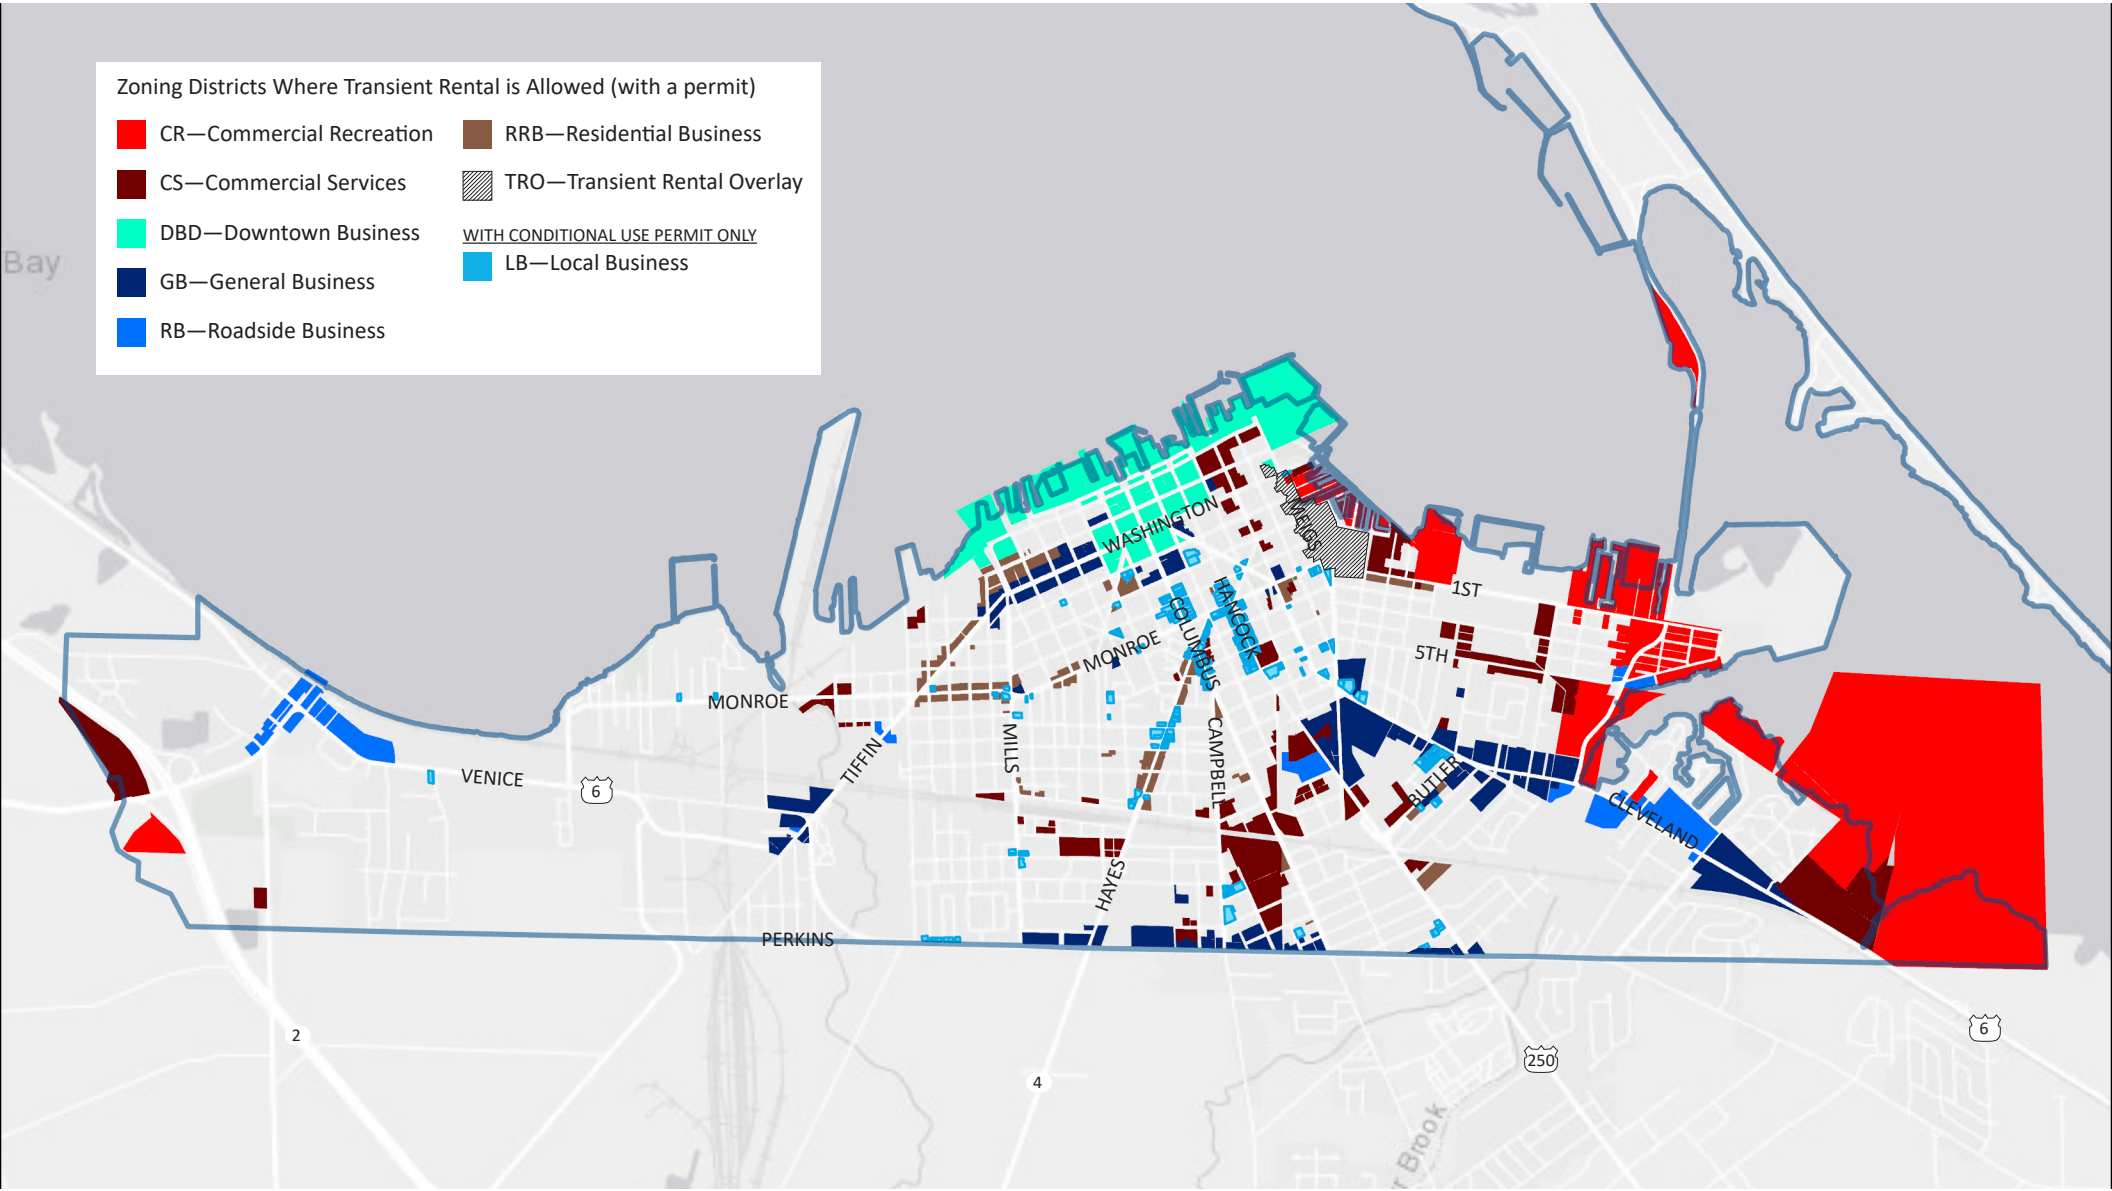 Zoning Districts Where Transient Rental is Allowed (with a permit)
CR—Commercial Recreation
CS—Commercial Services
DBD—Downtown Business
GB—General Business
RB—Roadside Business
RRB—Residential Business
TRO—Transient Rental Overlay
WITH CONDITIONAL USE PERMIT ONLY
LB—Local Business
Bay
WASHINGTON
MEIGS
HANCOCK
COLUMBUS
1ST
5TH
MONROE
MONROE
MILLS
CAMPBELL
TIFFIN
VENICE
6
BUTLER
CLEVELAND
HAYES
PERKINS
2
4
250
6
Brook